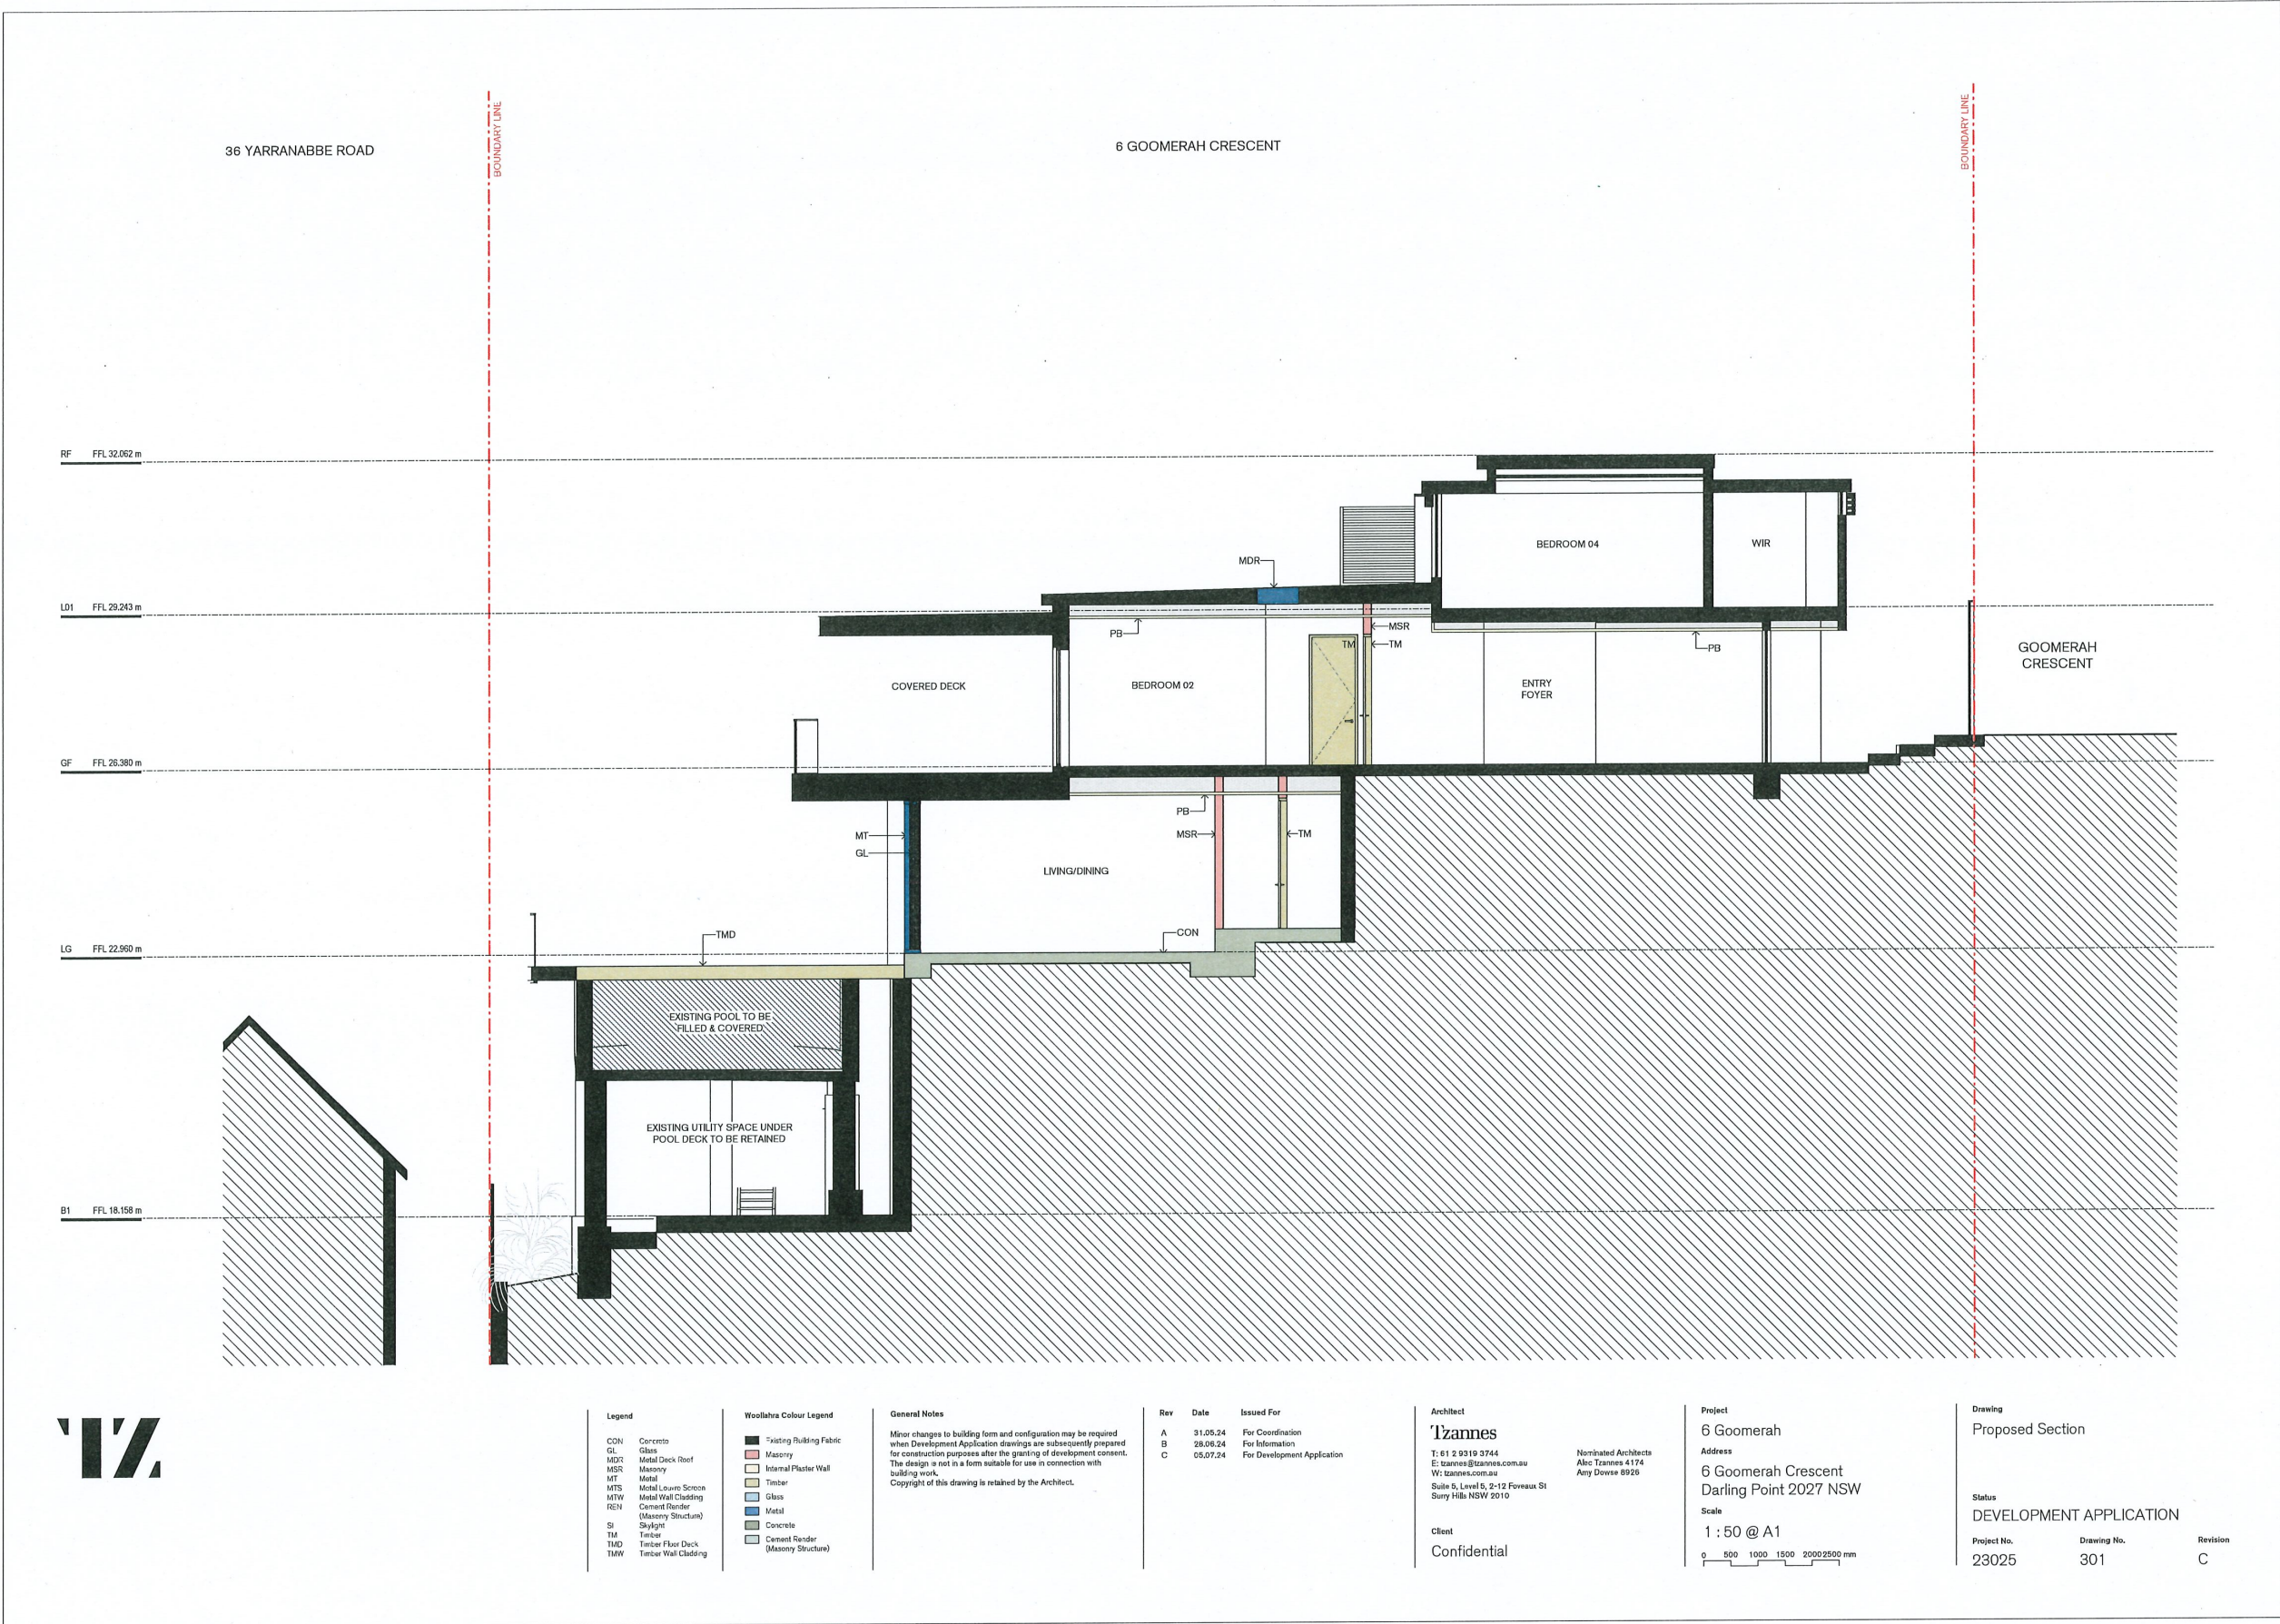 36 YARRANABBE ROAD
BOUNDARY LINE
6 GOOMERAH CRESCENT
BOUNDARY LINE
RF FFL 32.062 m
BEDROOM 04
WIR
MDR
L01 FFL 29.243 m
PB
MSR
TM
TM
PB
GOOMERAH
CRESCENT
COVERED DECK
BEDROOM 02
ENTRY
FOYER
GF FFL 26.380 m
PB
MT
MSR
TM
GL
LIVING/DINING
TMD
CON
LG FFL 22.960 m
EXISTING POOL TO BE
FILLED & COVERED
EXISTING UTILITY SPACE UNDER
POOL DECK TO BE RETAINED
B1 FFL 18.158 m
TZ
Legend
CON Concrete
GL Glass
MDR Metal Deck Roof
MSR Masonry
MT Metal
MTS Metal Louvre Screen
MTW Metal Wall Cladding
REN Cement Render
(Masonry Structure)
Sl Skylight
TM Timber
TMD Timber Floor Deck
TMW Timber Wall Cladding
Woollahra Colour Legend
Existing Building Fabric
Masonry
Internal Plaster Wall
Timber
Glass
Metal
Concrete
Cement Render
(Masonry Structure)
General Notes
Minor changes to building form and configuration may be required
when Development Application drawings are subsequently prepared
for construction purposes after the granting of development consent.
The design is not in a form suitable for use in connection with
building work.
Copyright of this drawing is retained by the Architect.
Rev Date Issued For
A 31.05.24 For Coordination
B 28.06.24 For Information
C 05.07.24 For Development Application
Architect
Tzannes
T: 61 2 9319 3744
E: tzannes@tzannes.com.au
W: tzannes.com.au
Suite 5, Level 5, 2-12 Foveaux St
Surry Hills NSW 2010
Nominated Architects
Alec Tzannes 4174
Amy Dowse 8926
Client
Confidential
Project
6 Goomerah
Address
6 Goomerah Crescent
Darling Point 2027 NSW
Scale
1 : 50 @ A1
0 500 1000 1500 2000 2500 mm
Drawing
Proposed Section
Status
DEVELOPMENT APPLICATION
Project No. Drawing No. Revision
23025 301 C